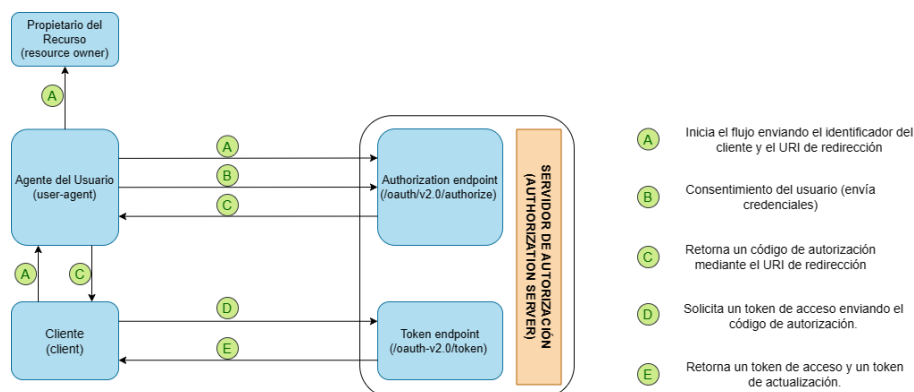 Propietario del
Recurso
(resource owner)
A
Agente del Usuario
(user-agent)
A
B
C
Authorization endpoint
(/oauth/v2.0/authorize)
A
C
Cliente
(client)
D
E
Token endpoint
(/oauth-v2.0/token)
SERVIDOR DE AUTORIZACIÓN
(AUTHORIZATION SERVER)
A
Inicia el flujo enviando el identificador del
cliente y el URI de redirección
B
Consentimiento del usuario (envía
credenciales)
C
Retorna un código de autorización
mediante el URI de redirección
D
Solicita un token de acceso enviando el
código de autorización.
E
Retorna un token de acceso y un token
de actualización.